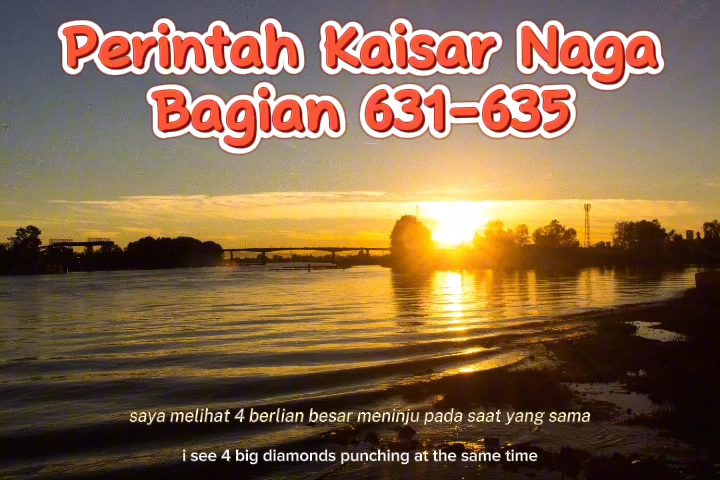 Perintah Kaisar Naga
Bagian 631-635
saya melihat 4 berlian besar meninju pada saat yang sama
i see 4 big diamonds punching at the same time